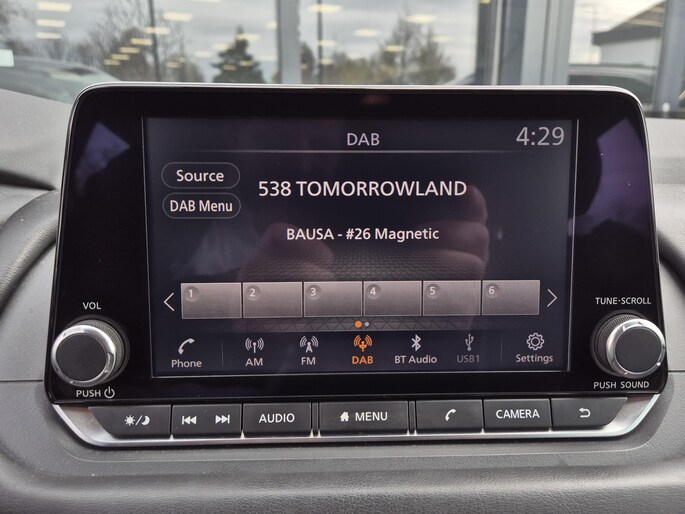 DAB
4:29
Source
538 TOMORROWLAND
DAB Menu
BAUSA - #26 Magnetic
1 2 3 4 5 6
VOL
TUNE·SCROLL
Phone AM FM DAB BT Audio USB1 Settings
PUSH
PUSH SOUND
AUDIO MENU CAMERA